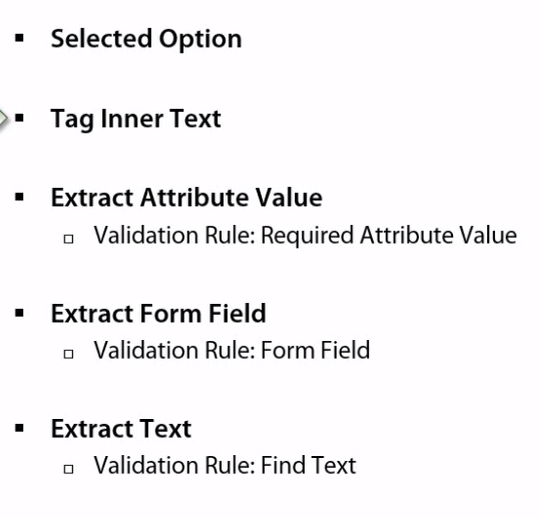 Selected Option
Tag Inner Text
Extract Attribute Value
Validation Rule: Required Attribute Value
Extract Form Field
Validation Rule: Form Field
Extract Text
Validation Rule: Find Text